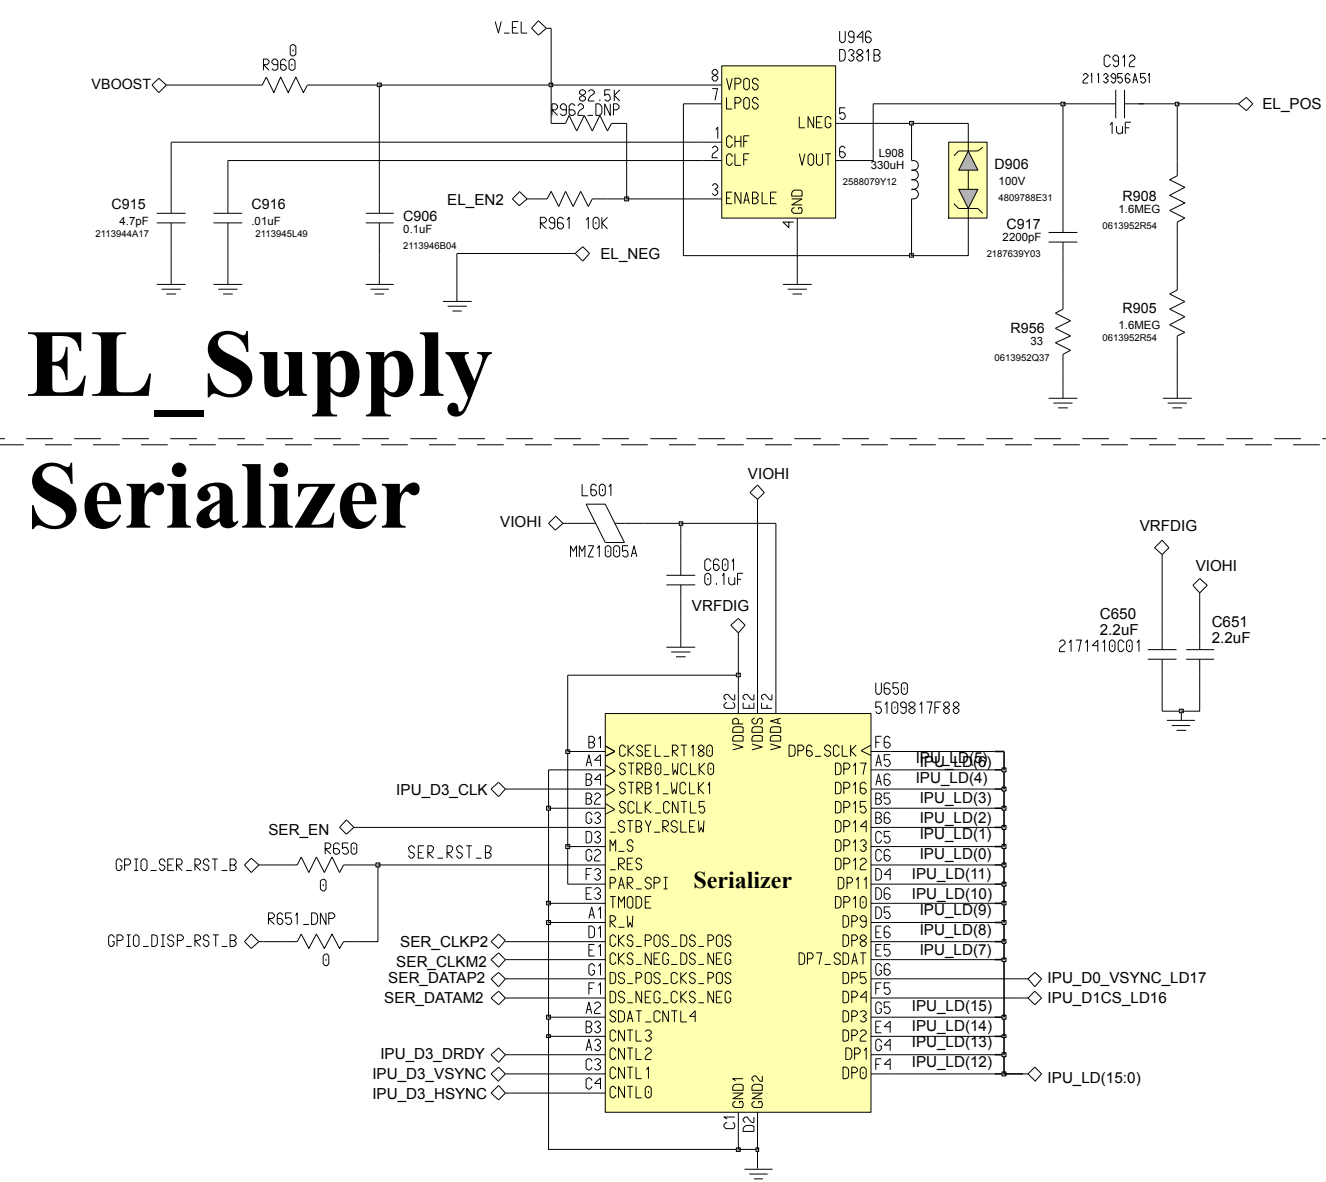 V_EL
0
R960
VBOOST
82.5K
R962_DNP
U946
D381B
8
VPOS
7
LPOS
1
CHF
2
CLF
3
ENABLE
LNEG
5
VOUT
6
GND
4
L908
330uH
2588079Y12
D906
100V
4809788E31
C912
2113956A51
1uF
EL_POS
EL_EN2
R961 10K
EL_NEG
C915
4.7pF
2113944A17
C916
.01uF
2113945L49
C906
0.1uF
2113946B04
C917
2200pF
2187639Y03
R908
1.6MEG
0613952R54
R905
1.6MEG
0613952R54
R956
33
0613952Q37
EL_Supply
Serializer
L601
VIOHI
MMZ1005A
VIOHI
C601
0.1uF
VRFDIG
VRFDIG
VIOHI
C650
2.2uF
2171410C01
C651
2.2uF
U650
5109817F88
C2
E2
F2
VDDP
VDDS
VDDA
B1
CKSEL_RT180
A4
STRB0_WCLK0
IPU_D3_CLK
B4
STRB1_WCLK1
B2
SCLK_CNTL5
SER_EN
G3
_STBY_RSLEW
D3
M_S
GPIO_SER_RST_B
R650
0
SER_RST_B
G2
_RES
F3
PAR_SPI
E3
TMODE
R651_DNP
A1
R_W
GPIO_DISP_RST_B
0
SER_CLKP2
D1
CKS_POS_DS_POS
SER_CLKM2
E1
CKS_NEG_DS_NEG
SER_DATAP2
G1
DS_POS_CKS_POS
SER_DATAM2
F1
DS_NEG_CKS_NEG
A2
SDAT_CNTL4
B3
CNTL3
IPU_D3_DRDY
A3
CNTL2
IPU_D3_VSYNC
C3
CNTL1
IPU_D3_HSYNC
C4
CNTL0
Serializer
DP6_SCLK
F6
IPU_LD(5)
DP17
A5
IPU_LD(6)
DP16
A6
IPU_LD(4)
DP15
B5
IPU_LD(3)
DP14
B6
IPU_LD(2)
DP13
C5
IPU_LD(1)
DP12
C6
IPU_LD(0)
DP11
D4
IPU_LD(11)
DP10
D6
IPU_LD(10)
DP9
D5
IPU_LD(9)
DP8
E6
IPU_LD(8)
DP7_SDAT
E5
IPU_LD(7)
DP5
G6
IPU_D0_VSYNC_LD17
DP4
F5
IPU_D1CS_LD16
DP3
G5
IPU_LD(15)
DP2
E4
IPU_LD(14)
DP1
G4
IPU_LD(13)
DP0
F4
IPU_LD(12)
IPU_LD(15:0)
GND1
GND2
C1
D2